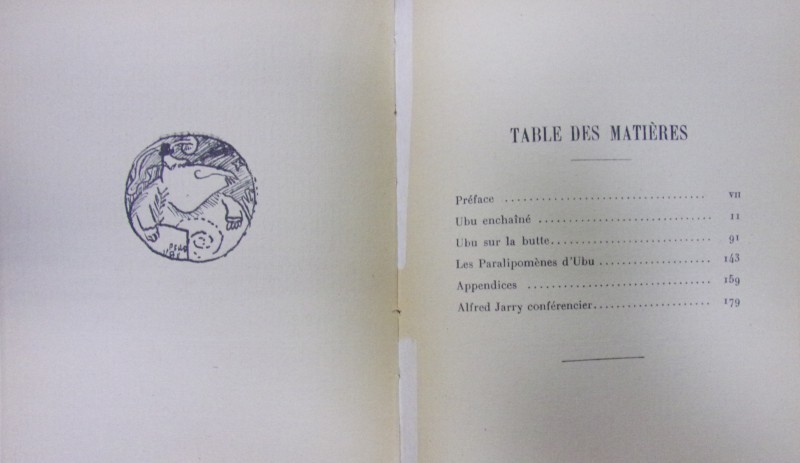 TABLE DES MATIÈRES
Préface .......... VII
Ubu enchaîné .......... 11
Ubu sur la butte .......... 91
Les Paralipomènes d'Ubu .......... 143
Appendices .......... 159
Alfred Jarry conférencier .......... 179